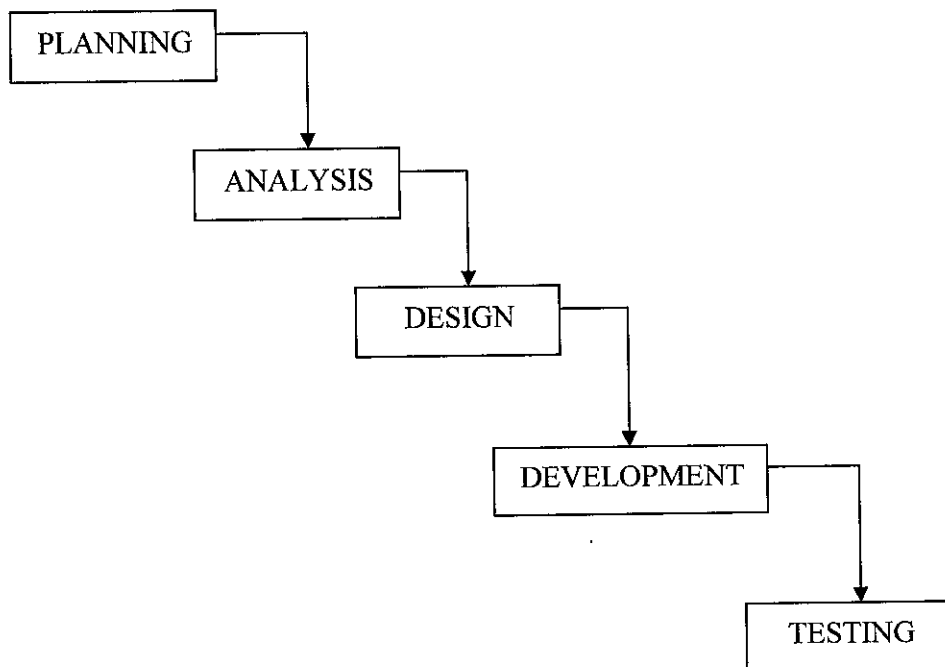 PLANNING
ANALYSIS
DESIGN
DEVELOPMENT
TESTING